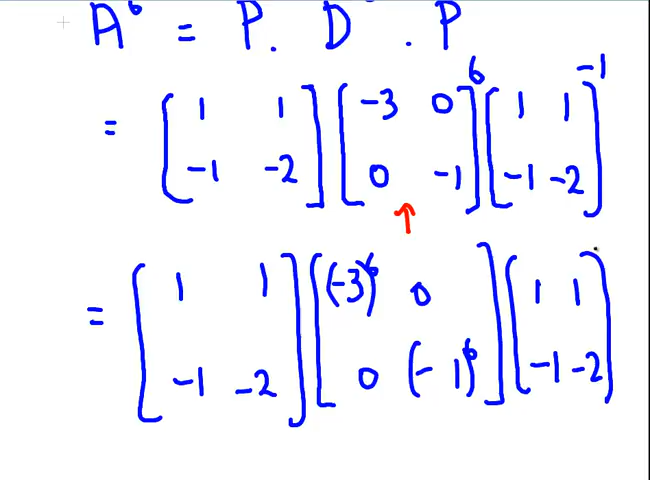 A⁶ = P. D . P
= [1 1; -1 -2] [-3 0; 0 -1]⁶ [1 1; -1 -2]⁻¹
= [1 1; -1 -2] [(-3)⁶ 0; 0 (-1)⁶] [1 1; -1 -2]